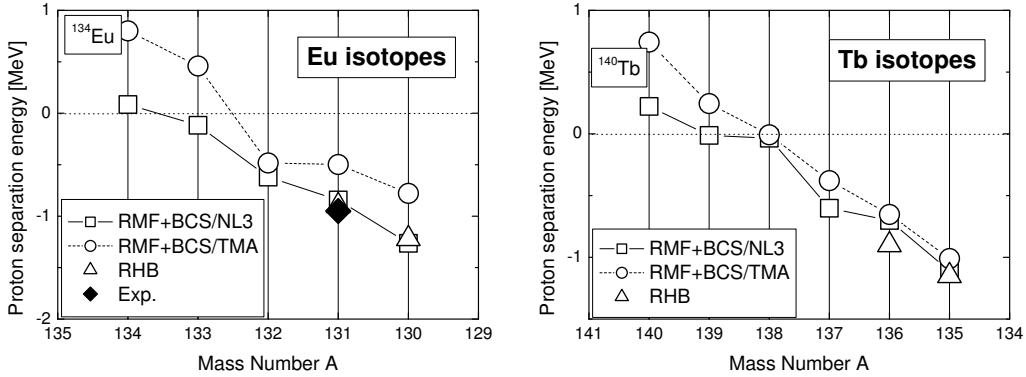 1
0
-1
-2
Proton separation energy [MeV]
¹³⁴Eu
Eu isotopes
RMF+BCS/NL3
RMF+BCS/TMA
RHB
Exp.
135 134 133 132 131 130 129
Mass Number A
1
0
-1
Proton separation energy [MeV]
¹⁴⁰Tb
Tb isotopes
RMF+BCS/NL3
RMF+BCS/TMA
RHB
141 140 139 138 137 136 135 134
Mass Number A